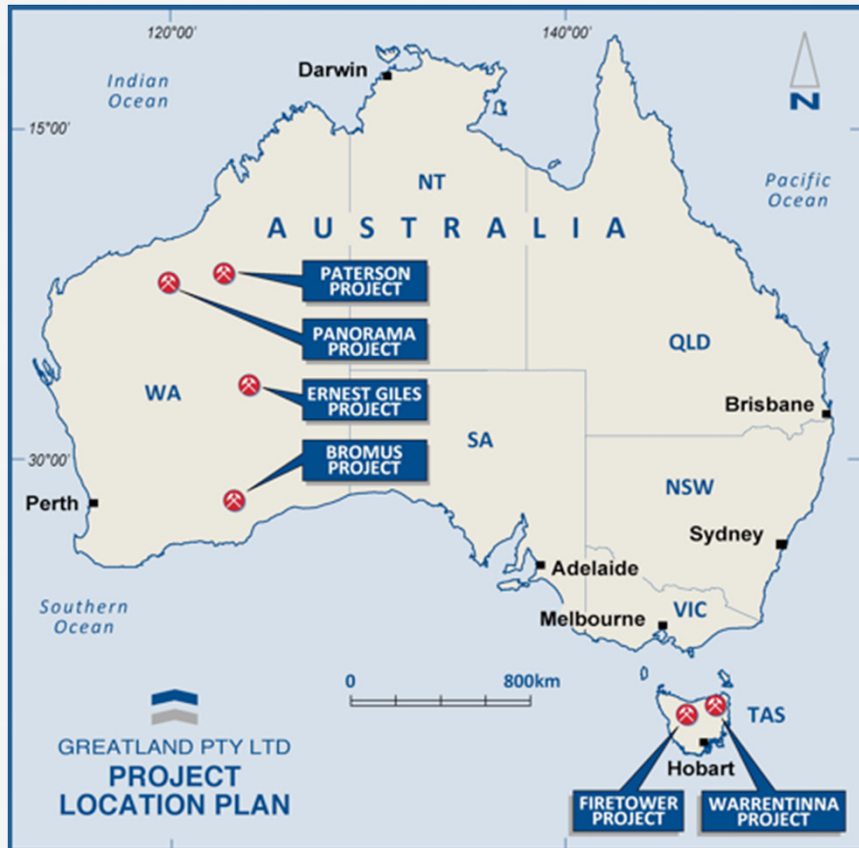 120°00'
140°00'
Darwin
Indian
Ocean
N
15°00'
NT
Pacific
Ocean
AUSTRALIA
PATERSON
PROJECT
PANORAMA
PROJECT
QLD
WA
ERNEST GILES
PROJECT
Brisbane
SA
BROMUS
PROJECT
30°00'
NSW
Perth
Sydney
Adelaide
Southern
Ocean
Melbourne
VIC
0 800km
TAS
GREATLAND PTY LTD
PROJECT
LOCATION PLAN
Hobart
FIRETOWER
PROJECT
WARRENTINNA
PROJECT